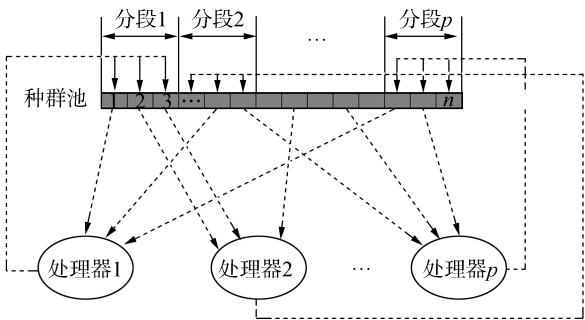 分段1 分段2 … 分段p
种群池 1 2 3 … n
处理器1 处理器2 … 处理器p